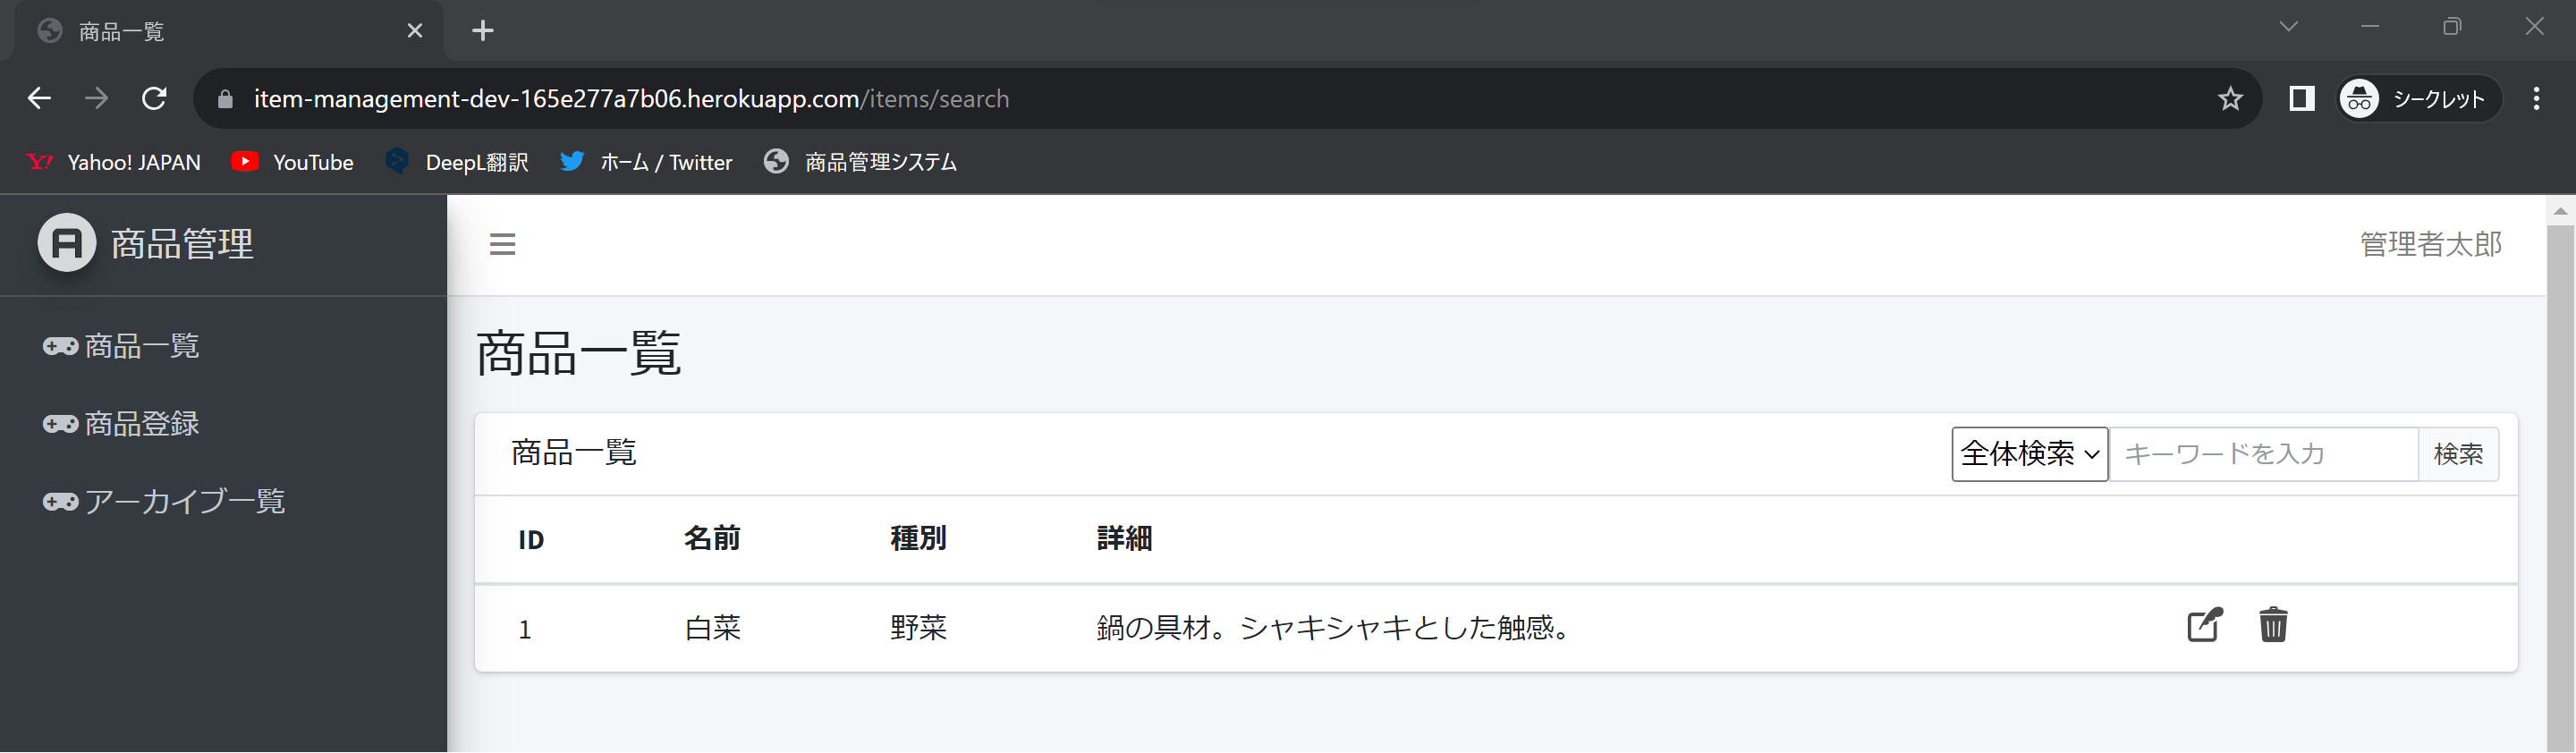 商品一覧
item-management-dev-165e277a7b06.herokuapp.com/items/search
シークレット
Yahoo! JAPAN YouTube DeepL翻訳 ホーム / Twitter 商品管理システム
商品管理
管理者太郎
商品一覧
商品登録
アーカイブ一覧
商品一覧
商品一覧 全体検索 キーワードを入力 検索
ID 名前 種別 詳細
1 白菜 野菜 鍋の具材。シャキシャキとした触感。